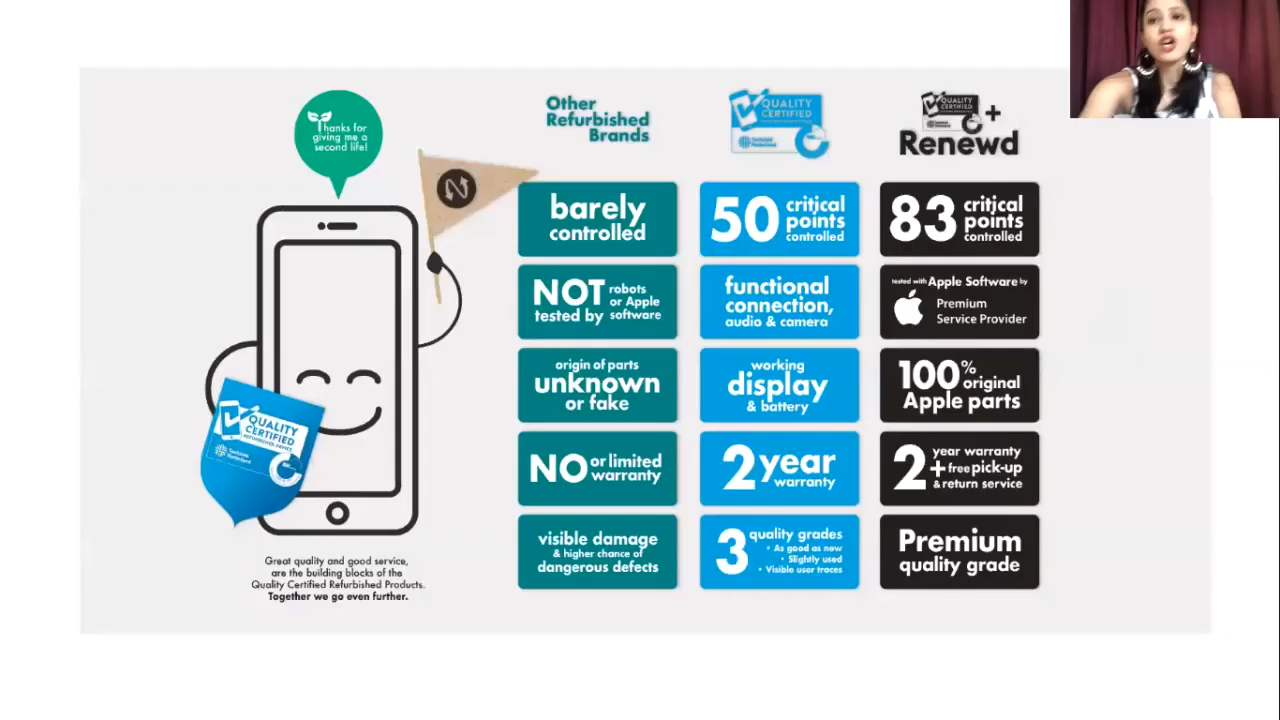 Thanks for
giving me a
second life!
Other
Refurbished
Brands
QUALITY
CERTIFIED
QUALITY
CERTIFIED
+
Renewd
barely
controlled
50 critical
points
controlled
83 critical
points
controlled
NOT robots
or Apple
tested by software
functional
connection,
audio & camera
tested with Apple Software by
Premium
Service Provider
origin of parts
unknown
or fake
working
display
& battery
100% original
Apple parts
NO or limited
warranty
2 year
warranty
2 year warranty
+ free pick-up
& return service
visible damage
& higher chance of
dangerous defects
3 quality grades
• As good as new
• Slightly used
• Visible user traces
Premium
quality grade
QUALITY
CERTIFIED
REFURBISHED DEVICE
Great quality and good service,
are the building blocks of the
Quality Certified Refurbished Products.
Together we go even further.